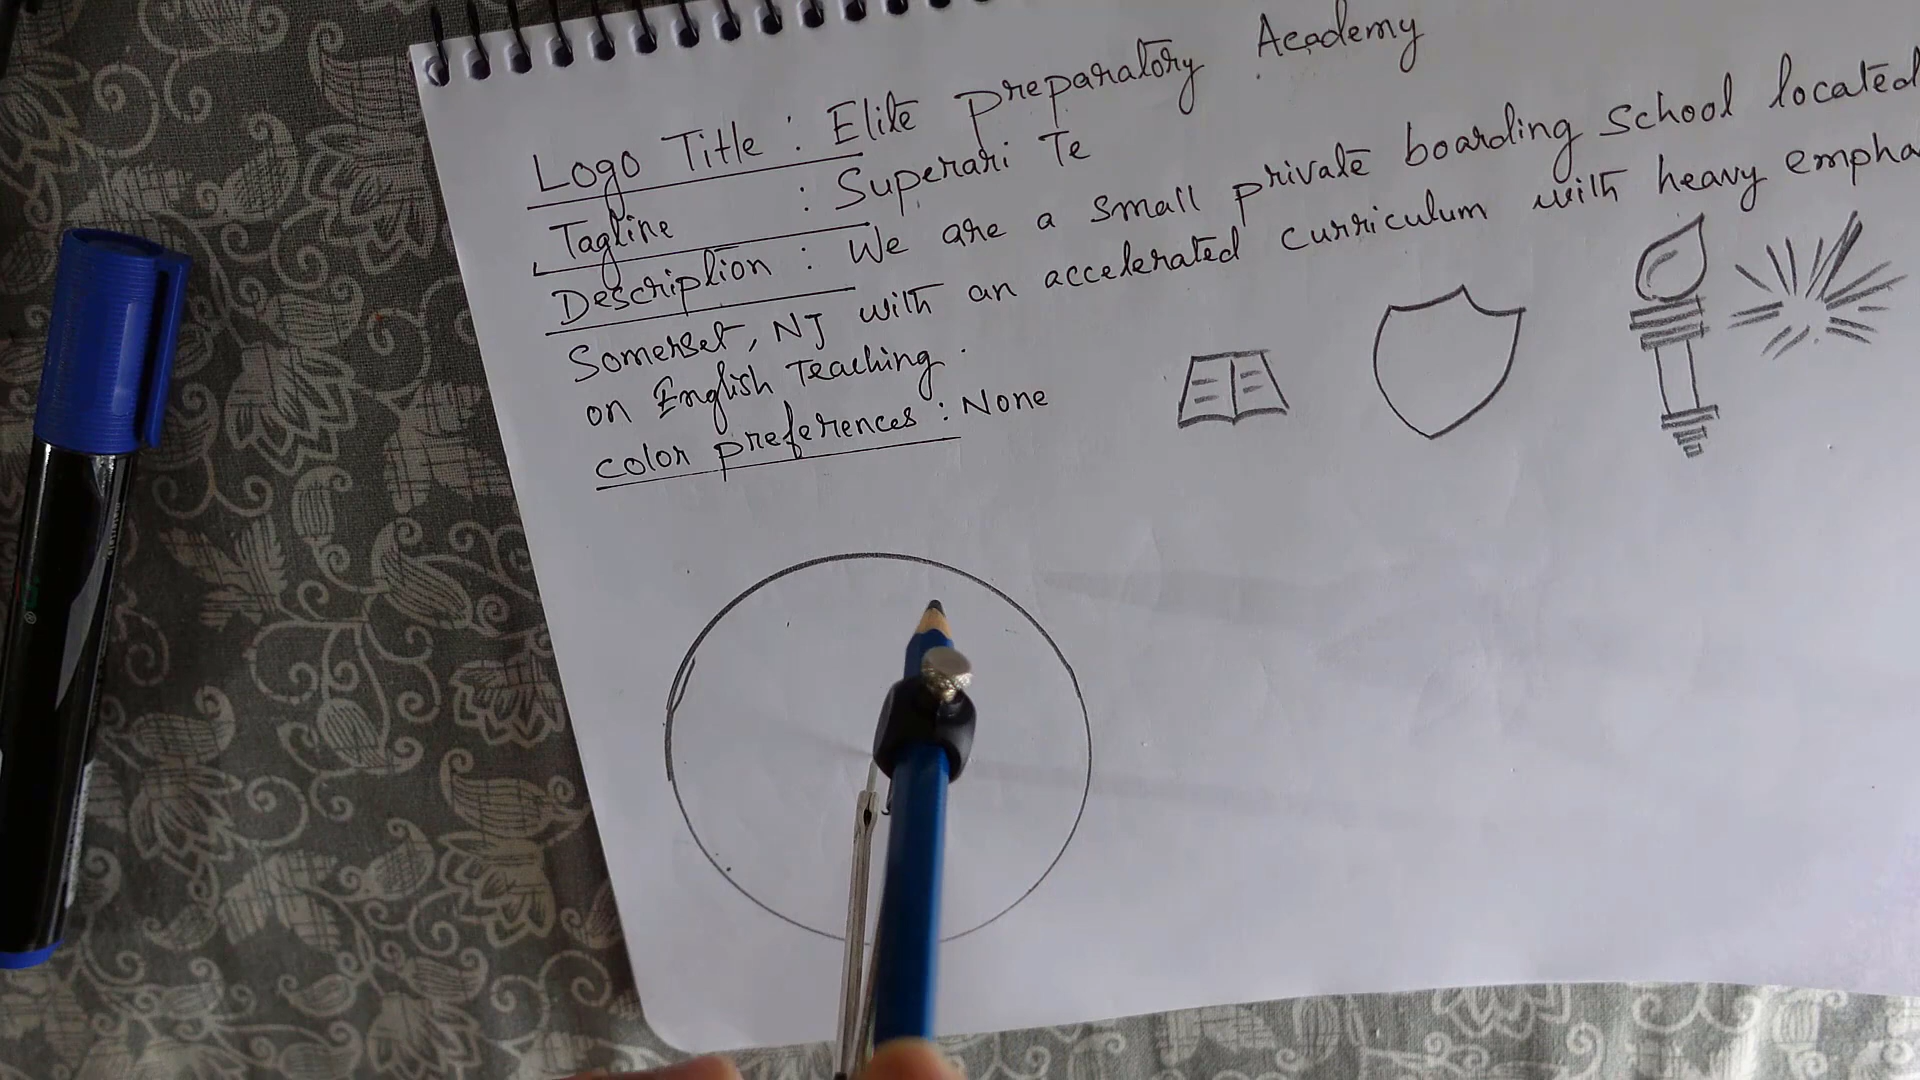 Logo Title : Elite preparatory Academy
Tagline : Superari Te
Description : We are a small private boarding school located
Somerset, NJ with an accelerated curriculum with heavy empha
on English Teaching.
color preferences : None